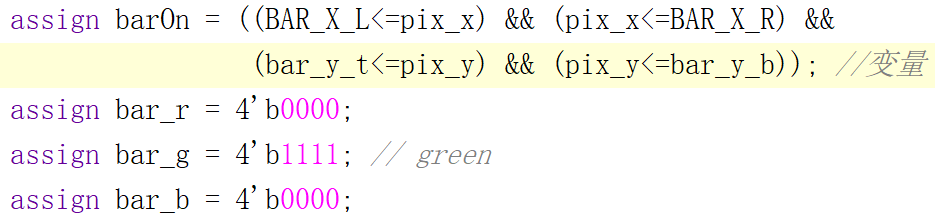 assign barOn = ((BAR_X_L<=pix_x) && (pix_x<=BAR_X_R) &&
(bar_y_t<=pix_y) && (pix_y<=bar_y_b)); //变量
assign bar_r = 4'b0000;
assign bar_g = 4'b1111; // green
assign bar_b = 4'b0000;